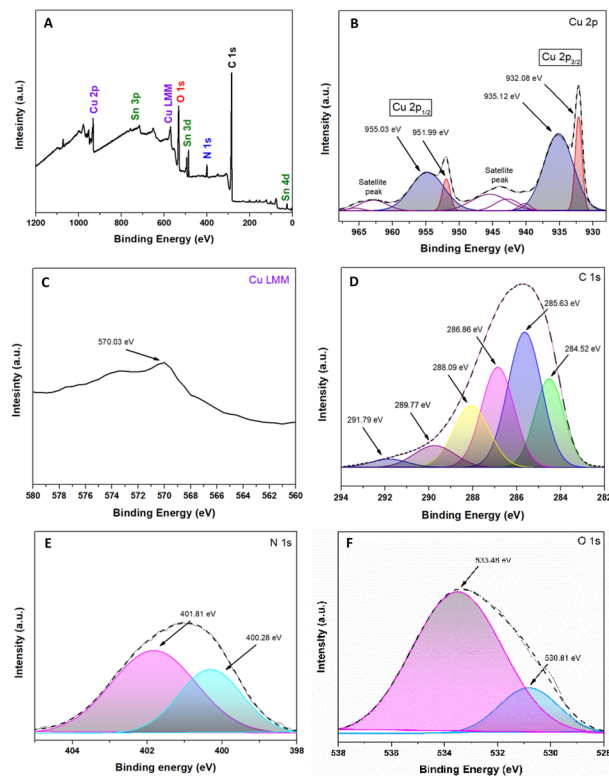 A
Intesinty (a.u.)
Cu 2p
Sn 3p
Cu LMM
O 1s
Sn 3d
N 1s
C 1s
Sn 4d
1200 1000 800 600 400 200 0
Binding Energy (eV)
B
Cu 2p
Intensity (a.u.)
Cu 2p3/2
932.08 eV
935.12 eV
Cu 2p1/2
955.03 eV
951.99 eV
Satellite peak
Satellite peak
965 960 955 950 945 940 935 930
Binding Energy (eV)
C
Cu LMM
Intesinty (a.u.)
570.03 eV
580 578 576 574 572 570 568 566 564 562 560
Binding Energy (eV)
D
C 1s
Intesinty (a.u.)
285.63 eV
286.86 eV
284.52 eV
288.09 eV
289.77 eV
291.79 eV
294 292 290 288 286 284 282
Binding Energy (eV)
E
N 1s
Intensity (a.u.)
401.81 eV
400.28 eV
404 402 400 398
Binding energy (eV)
F
O 1s
Intensity (a.u.)
533.48 eV
530.81 eV
538 536 534 532 530 528
Binding Energy (eV)